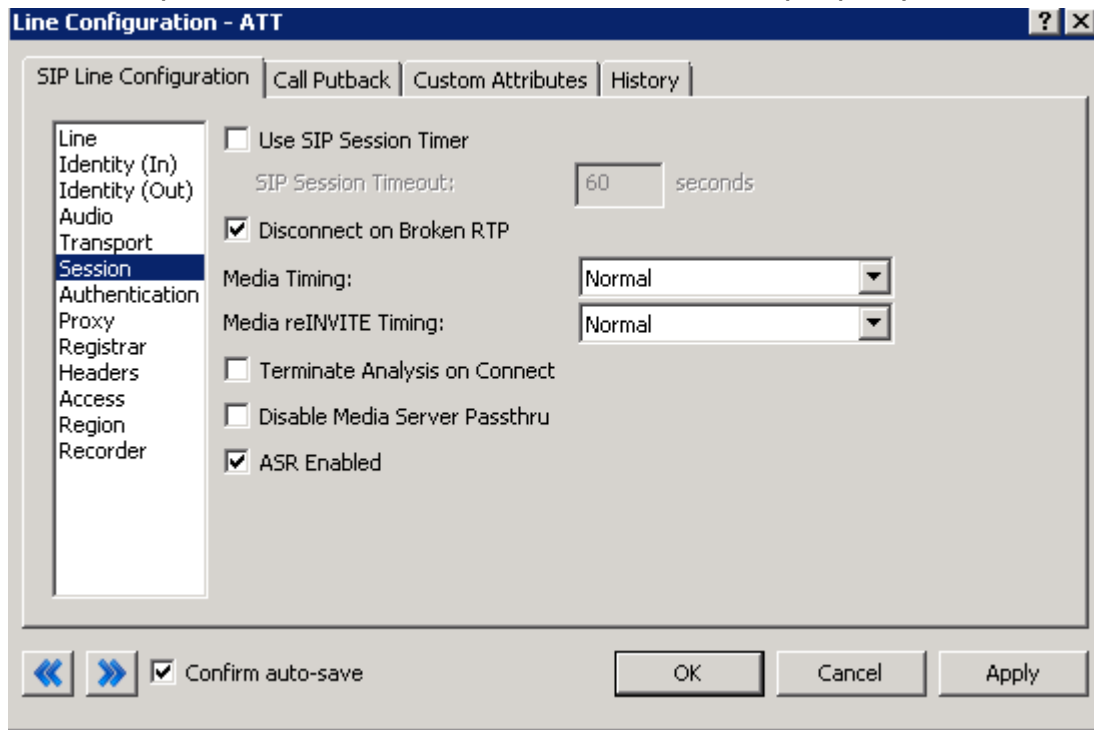 Line Configuration - ATT
SIP Line Configuration
Call Putback
Custom Attributes
History
Line
Identity (In)
Identity (Out)
Audio
Transport
Session
Authentication
Proxy
Registrar
Headers
Access
Region
Recorder
Use SIP Session Timer
SIP Session Timeout: 60 seconds
Disconnect on Broken RTP
Media Timing: Normal
Media reINVITE Timing: Normal
Terminate Analysis on Connect
Disable Media Server Passthru
ASR Enabled
Confirm auto-save
OK
Cancel
Apply